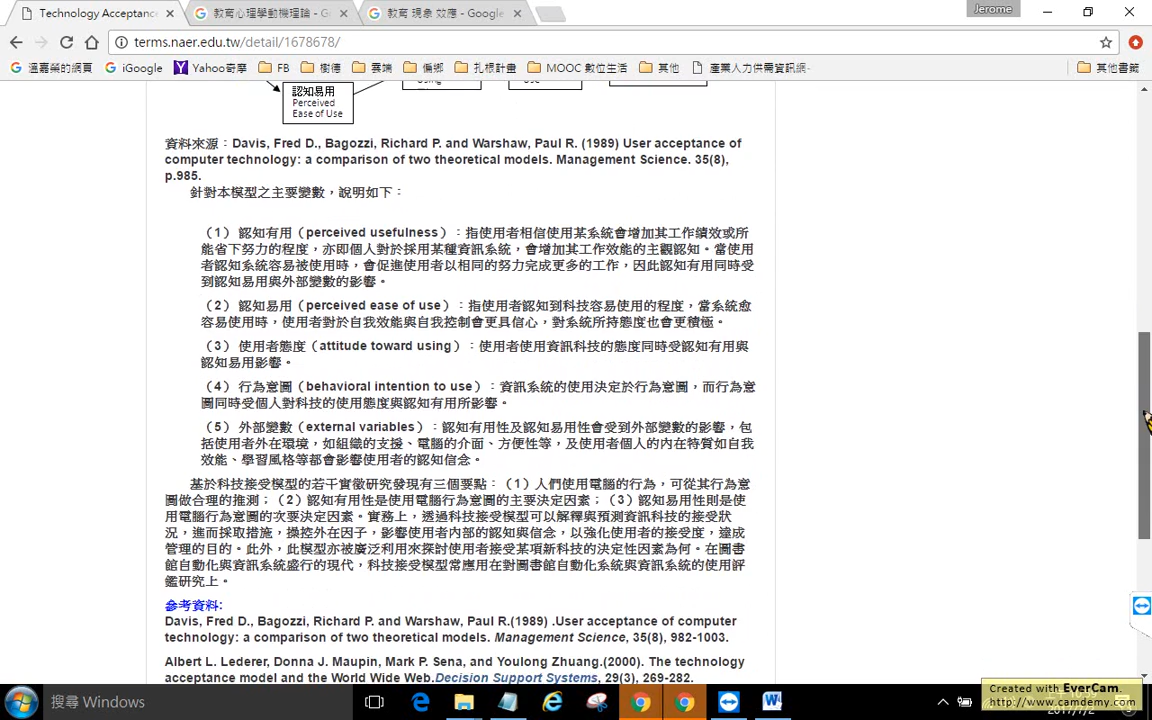 Technology Acceptance
教育心理學動機理論 - G
教育 現象 效應 - Google
Jerome
terms.naer.edu.tw/detail/1678678/
溫嘉榮的網頁
iGoogle
Yahoo奇摩
FB
樹德
雲端
偏鄉
扎根計畫
MOOC 數位生活
其他
產業人力供需資訊網-
其他書籤
認知易用
Perceived
Ease of Use
資料來源：Davis, Fred D., Bagozzi, Richard P. and Warshaw, Paul R. (1989) User acceptance of
computer technology: a comparison of two theoretical models. Management Science. 35(8),
p.985.
針對本模型之主要變數，說明如下：
（1） 認知有用（perceived usefulness）：指使用者相信使用某系統會增加其工作績效或所
能省下努力的程度，亦即個人對於採用某種資訊系統，會增加其工作效能的主觀認知。當使用
者認知系統容易被使用時，會促進使用者以相同的努力完成更多的工作，因此認知有用同時受
到認知易用與外部變數的影響。
（2） 認知易用（perceived ease of use）：指使用者認知到科技容易使用的程度，當系統愈
容易使用時，使用者對於自我效能與自我控制會更具信心，對系統所持態度也會更積極。
（3） 使用者態度（attitude toward using）：使用者使用資訊科技的態度同時受認知有用與
認知易用影響。
（4） 行為意圖（behavioral intention to use）：資訊系統的使用決定於行為意圖，而行為意
圖同時受個人對科技的使用態度與認知有用所影響。
（5） 外部變數（external variables）：認知有用性及認知易用性會受到外部變數的影響，包
括使用者外在環境，如組織的支援、電腦的介面、方便性等，及使用者個人的內在特質如自我
效能、學習風格等都會影響使用者的認知信念。
基於科技接受模型的若干實徵研究發現有三個要點：（1）人們使用電腦的行為，可從其行為意
圖做合理的推測；（2）認知有用性是使用電腦行為意圖的主要決定因素；（3）認知易用性則是使
用電腦行為意圖的次要決定因素。實務上，透過科技接受模型可以解釋與預測資訊科技的接受狀
況，進而採取措施，操控外在因子，影響使用者內部的認知與信念，以強化使用者的接受度，達成
管理的目的。此外，此模型亦被廣泛利用來探討使用者接受某項新科技的決定性因素為何。在圖書
館自動化與資訊系統盛行的現代，科技接受模型常應用在對圖書館自動化系統與資訊系統的使用評
鑑研究上。
參考資料:
Davis, Fred D., Bagozzi, Richard P. and Warshaw, Paul R.(1989) .User acceptance of computer
technology: a comparison of two theoretical models. Management Science, 35(8), 982-1003.
Albert L. Lederer, Donna J. Maupin, Mark P. Sena, and Youlong Zhuang.(2000). The technology
acceptance model and the World Wide Web.Decision Support Systems, 29(3), 269-282.
搜尋 Windows
Created with EverCam.
http://www.camdemy.com